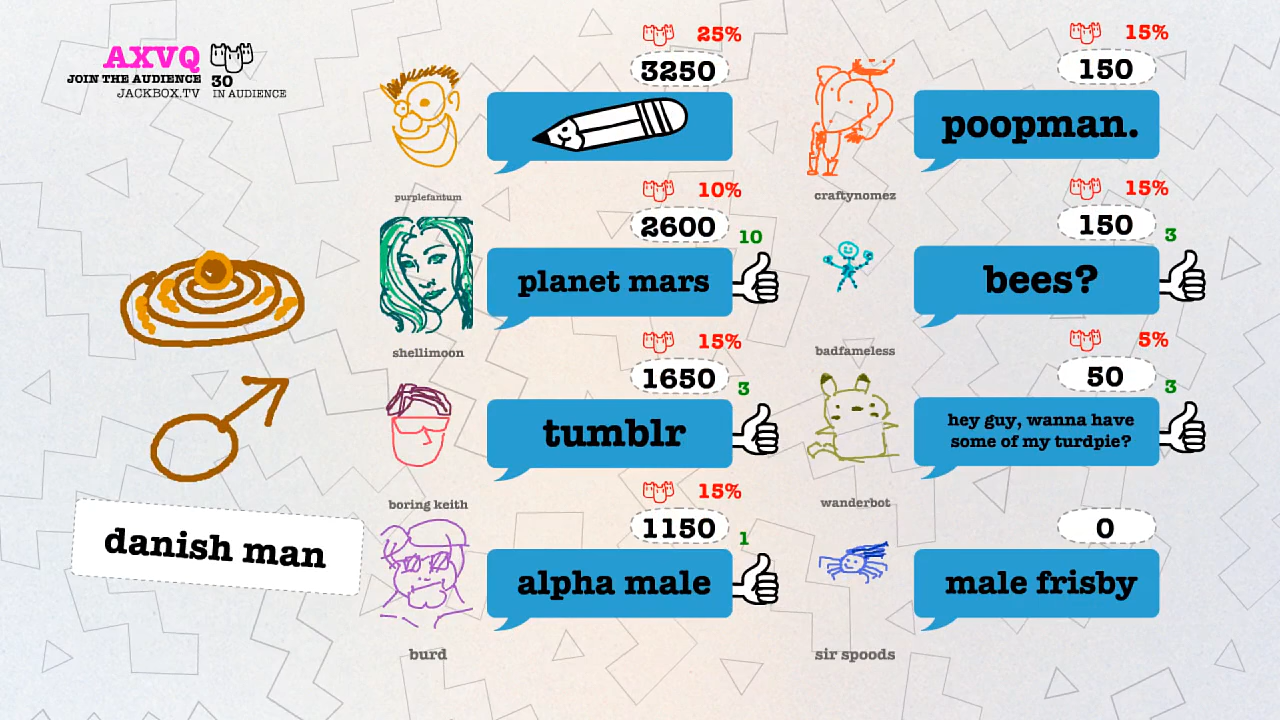 AXVQ
JOIN THE AUDIENCE
JACKBOX.TV
30
IN AUDIENCE
danish man
25%
3250
purplefantum
10%
2600
10
planet mars
shellimoon
15%
1650
3
tumblr
boring keith
15%
1150
1
alpha male
burd
15%
150
poopman.
craftynomez
15%
150
3
bees?
badfameless
5%
50
3
hey guy, wanna have
some of my turdpie?
wanderbot
0
male frisby
sir spoods